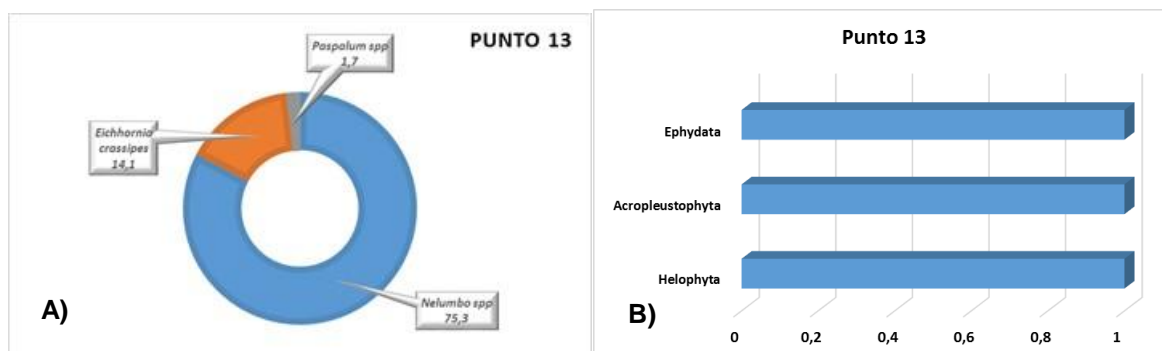 PUNTO 13
Paspalum spp
1,7
Eichhornia
crassipes
14,1
Nelumbo spp
75,3
A)
Punto 13
Ephydata
Acropleustophyta
Helophyta
0 0,2 0,4 0,6 0,8 1
B)